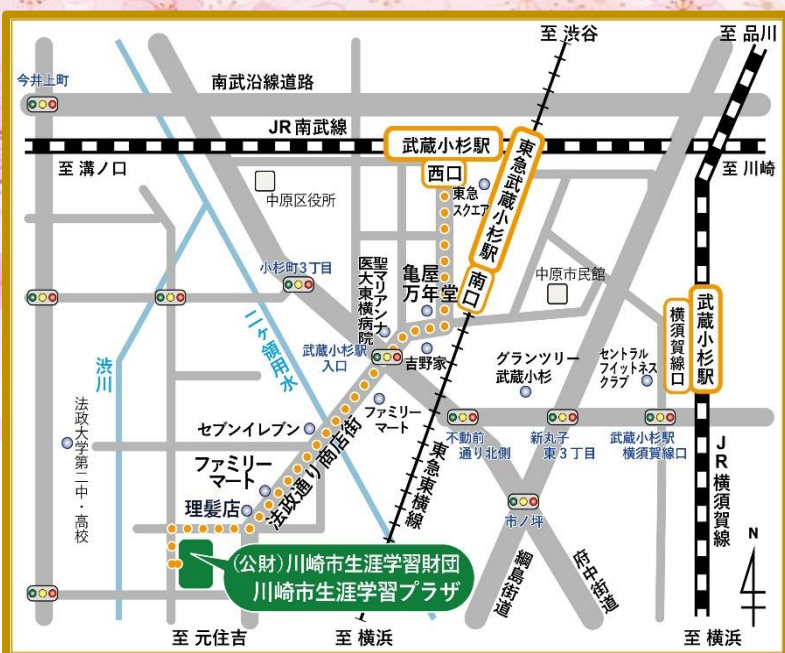 至 渋谷
至 品川
今井上町
南武沿線道路
JR南武線
武蔵小杉駅
西口
東急武蔵小杉駅
南口
至 溝ノ口
至 川崎
中原区役所
東急
スクエア
小杉町3丁目
聖マリアンナ
医大東横病院
亀屋
万年堂
中原市民館
武蔵小杉駅
横須賀線口
二ヶ領用水
渋川
武蔵小杉駅
入口
吉野家
グランツリー
武蔵小杉
セントラル
フィットネス
クラブ
ファミリー
マート
セブンイレブン
法政通り商店街
不動前
通り北側
新丸子
東3丁目
武蔵小杉駅
横須賀線口
法政大学第二中・高校
ファミリー
マート
理髪店
東急東横線
JR横須賀線
市ノ坪
綱島街道
府中街道
N
(公財)川崎市生涯学習財団
川崎市生涯学習プラザ
至 元住吉
至 横浜
至 横浜